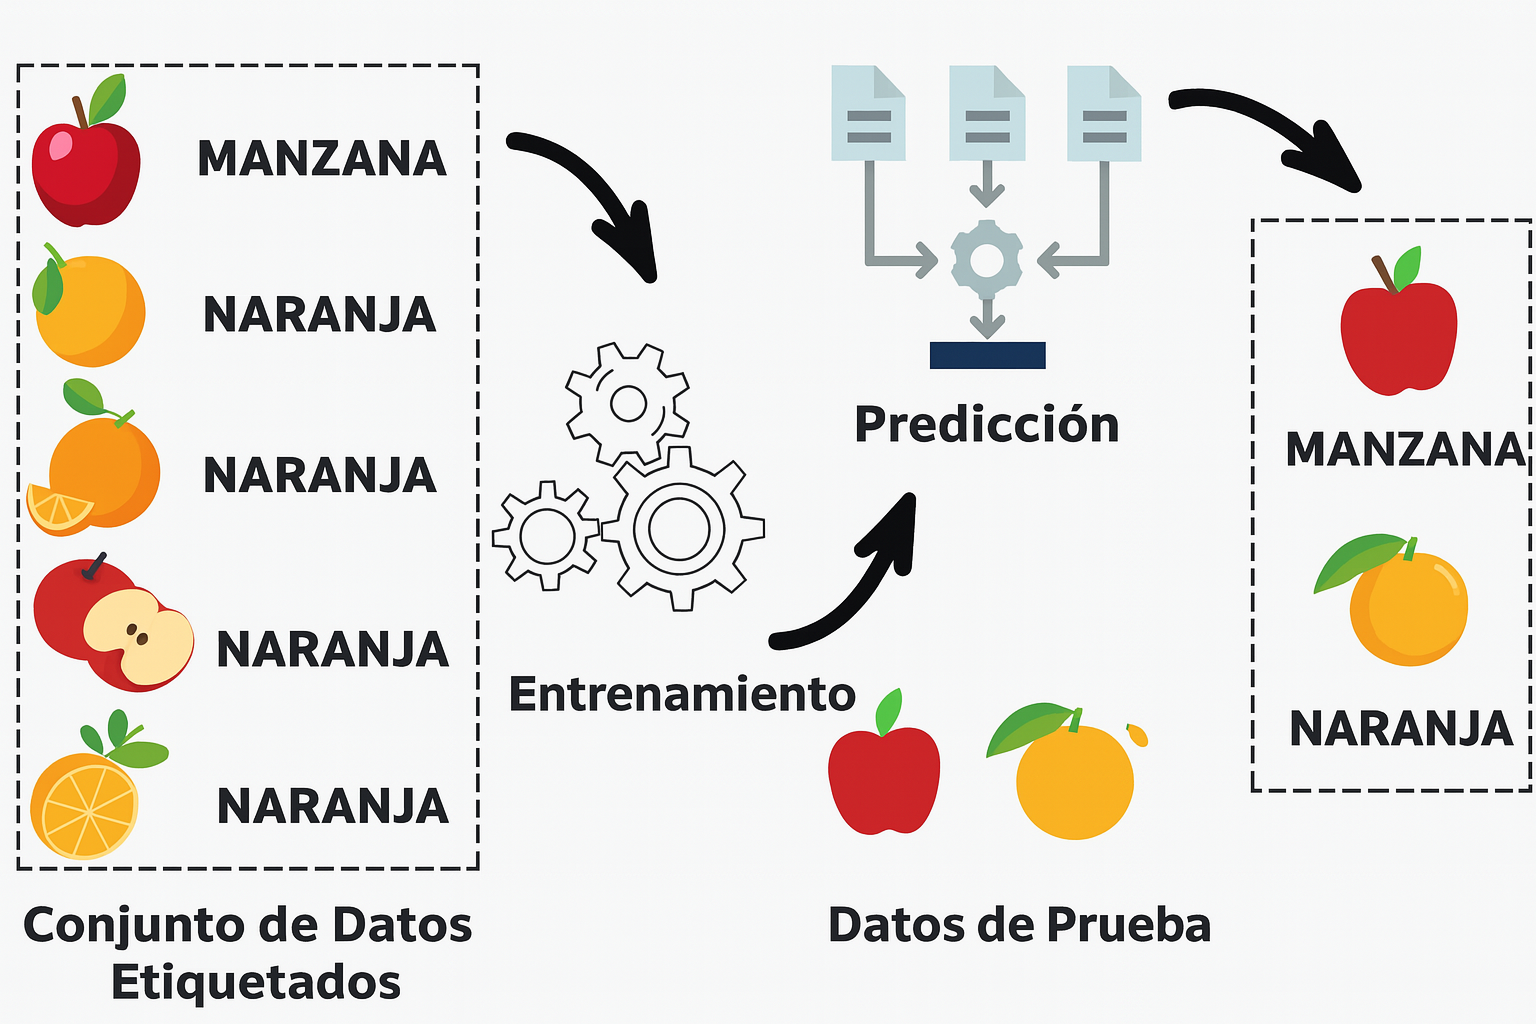 MANZANA
NARANJA
NARANJA
NARANJA
NARANJA
Conjunto de Datos
Etiquetados
Entrenamiento
Predicción
Datos de Prueba
MANZANA
NARANJA